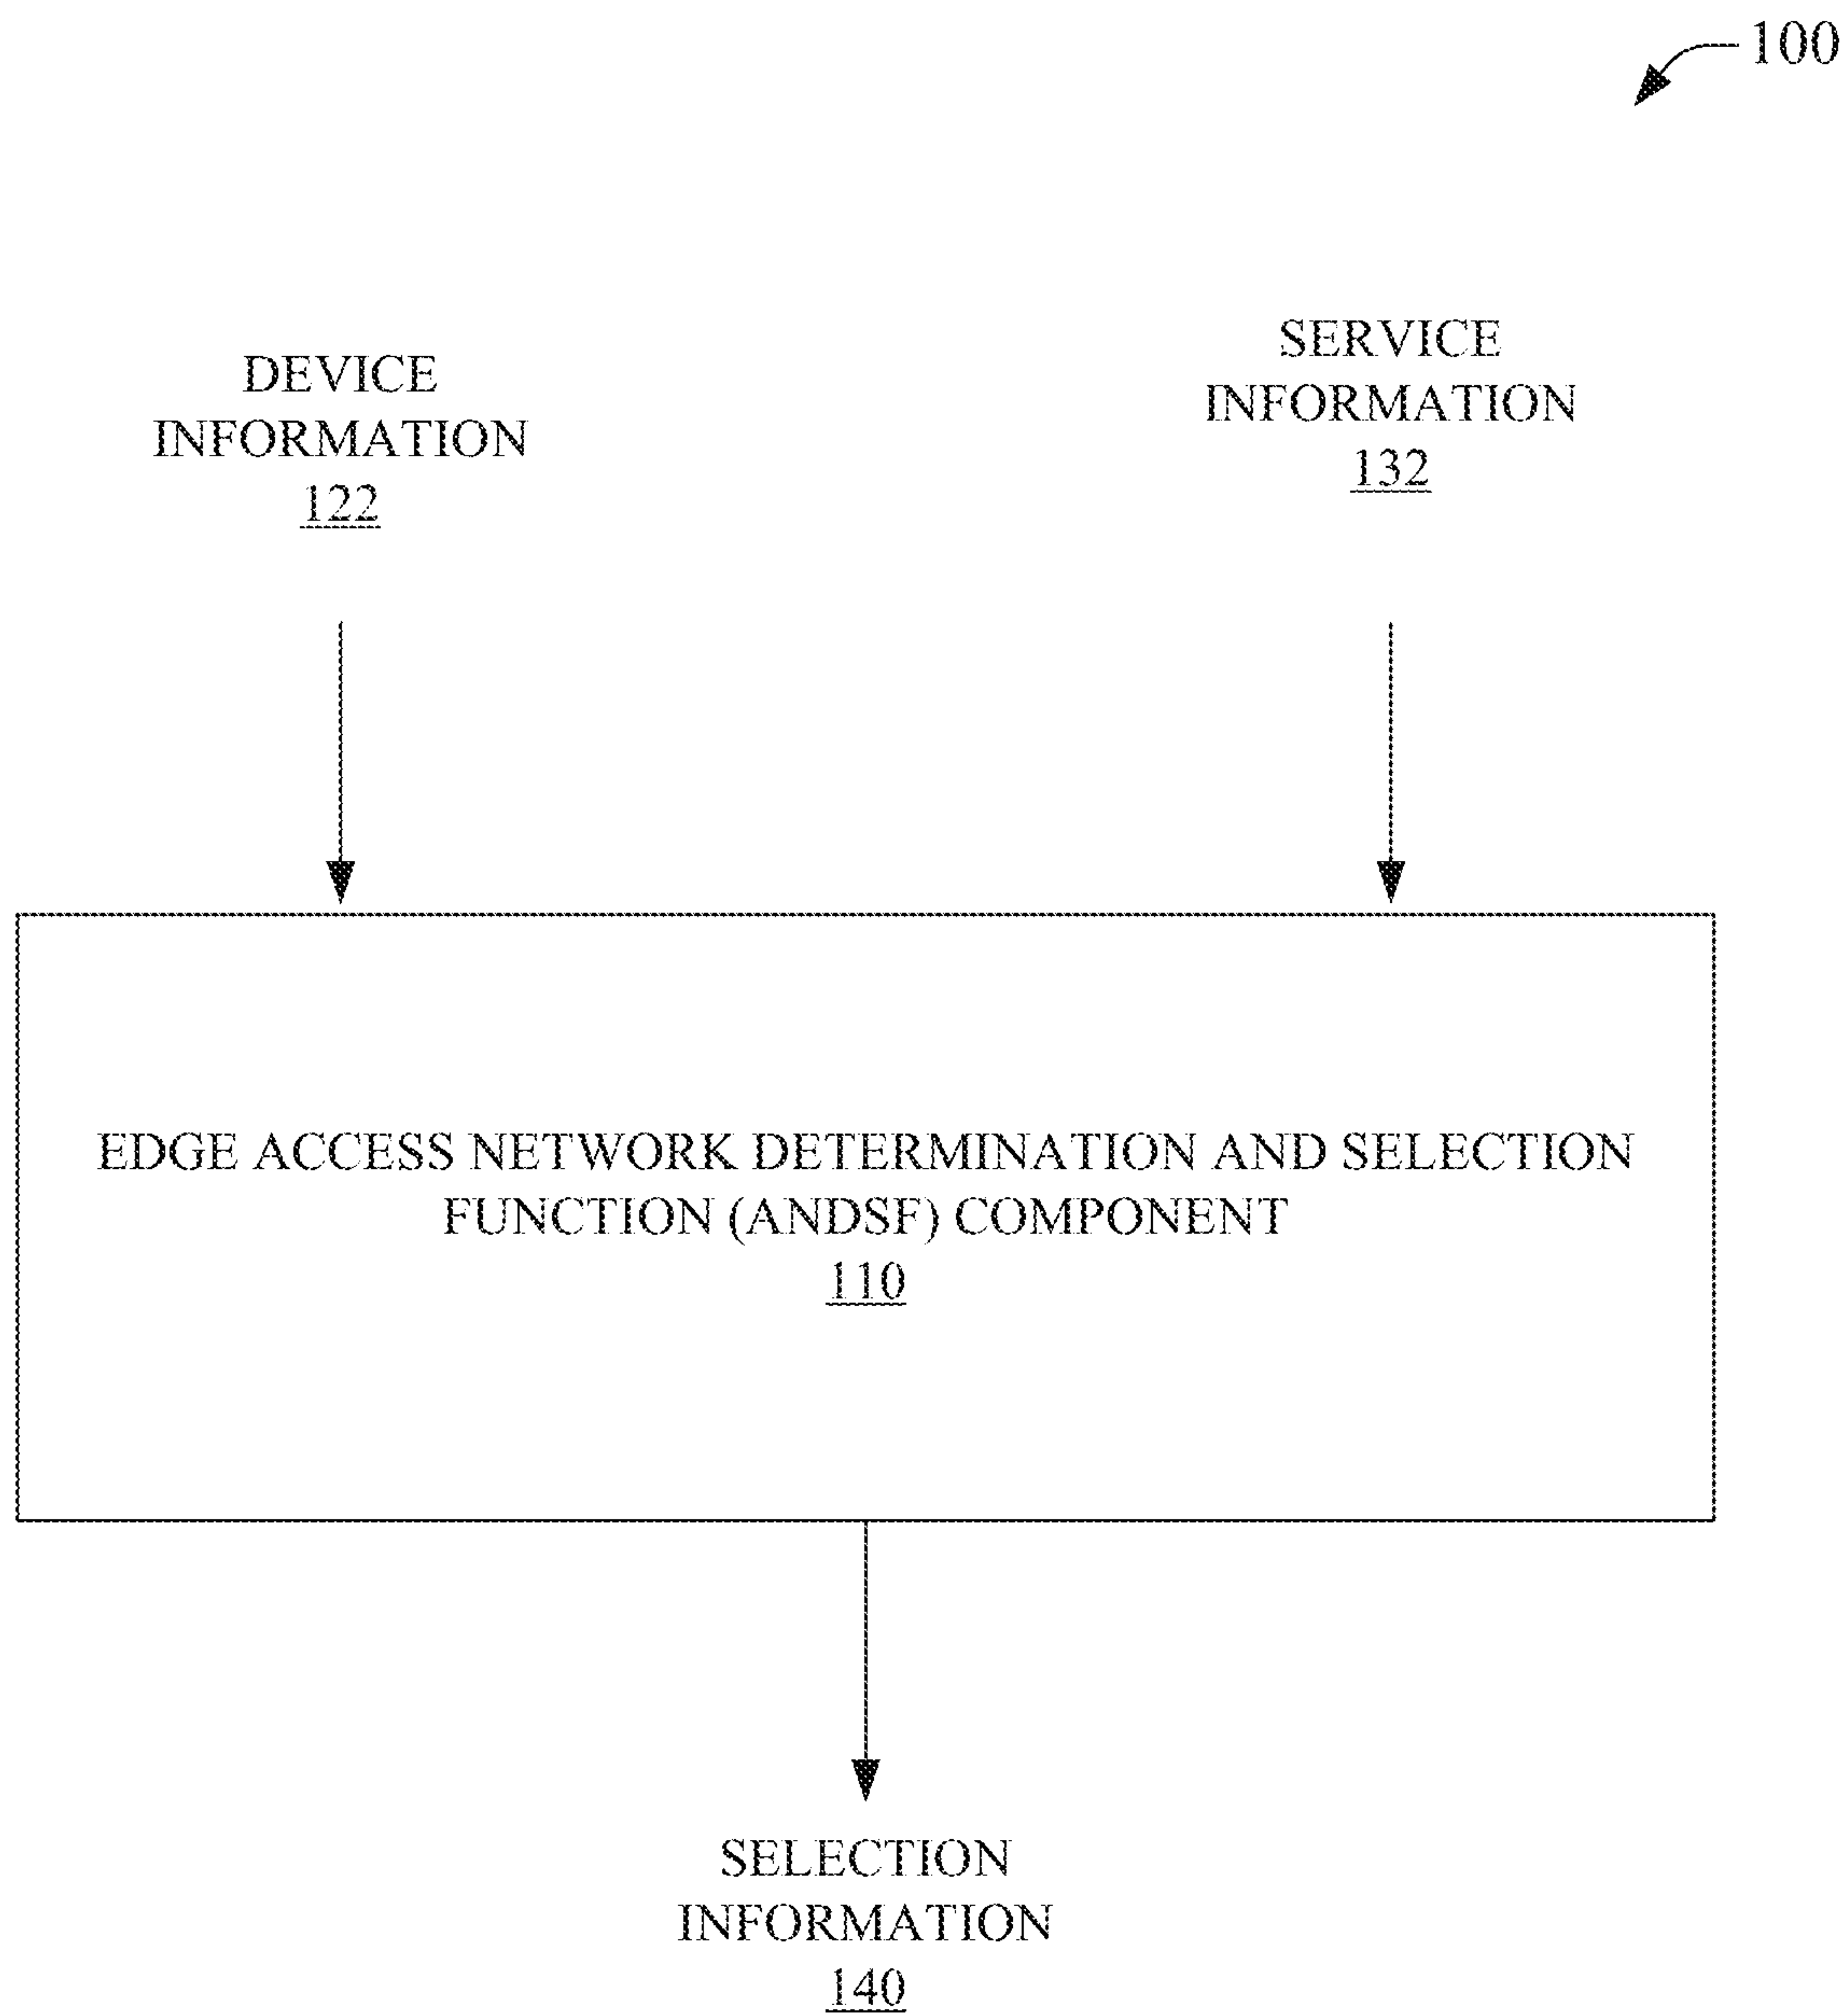 100
DEVICE
INFORMATION
122
SERVICE
INFORMATION
132
EDGE ACCESS NETWORK DETERMINATION AND SELECTION
FUNCTION (ANDSF) COMPONENT
110
SELECTION
INFORMATION
140